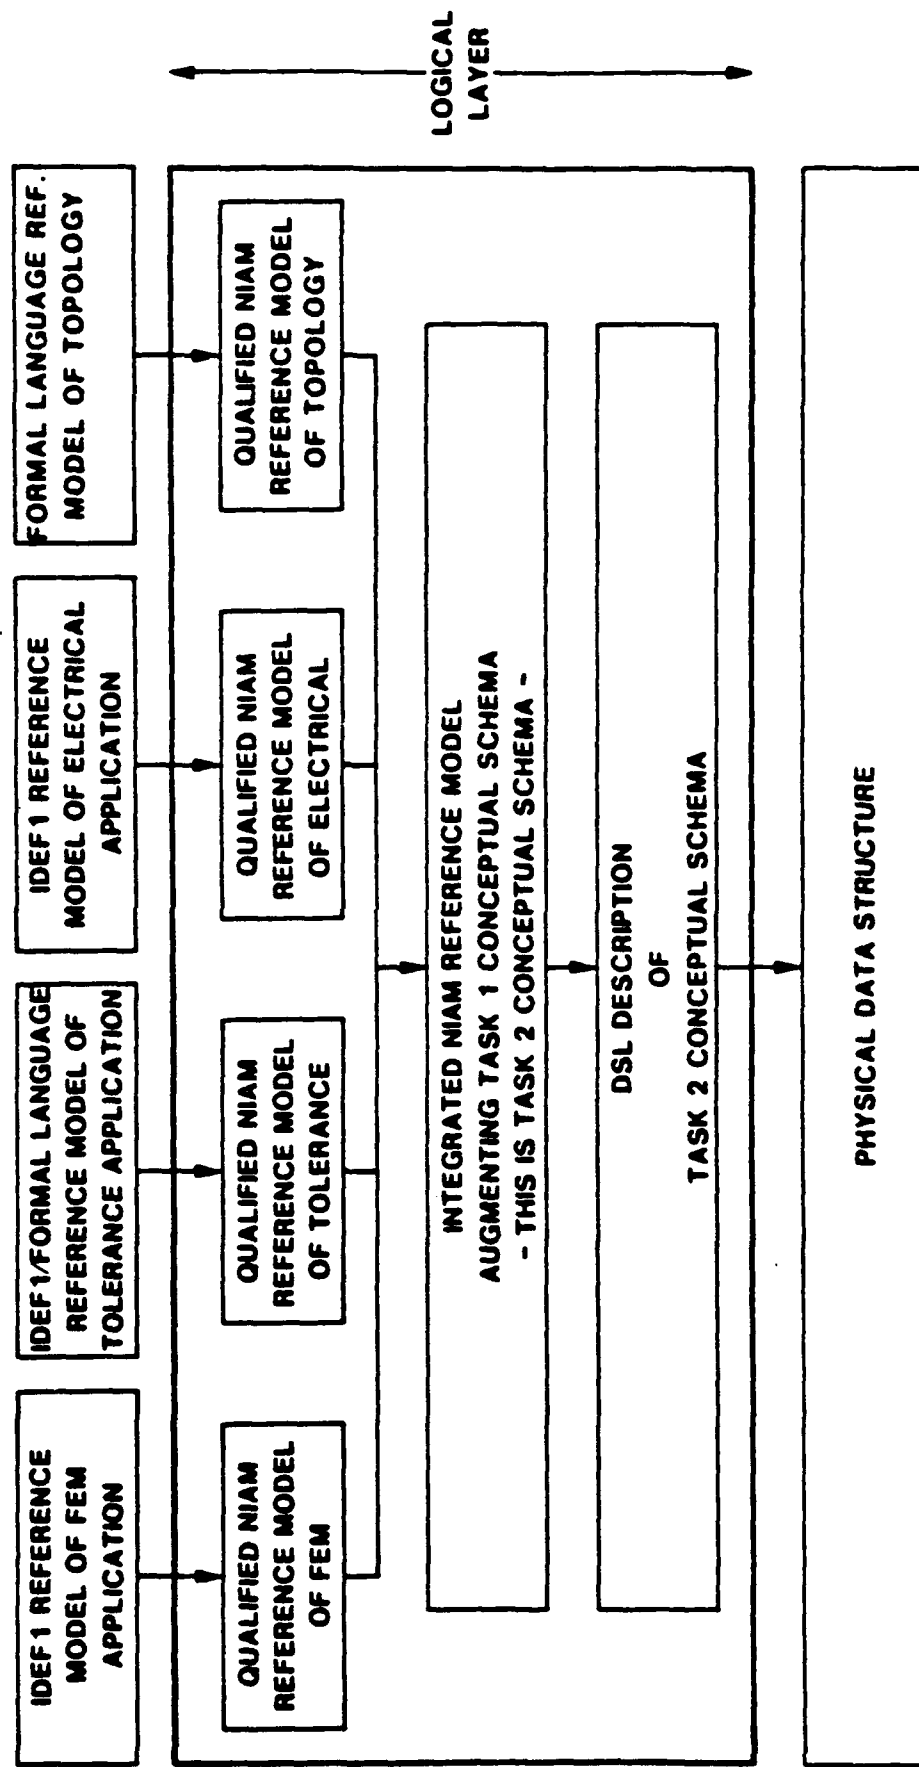 IDEF1 REFERENCE
MODEL OF FEM
APPLICATION
IDEF1/FORMAL LANGUAGE
REFERENCE MODEL OF
TOLERANCE APPLICATION
IDEF1 REFERENCE
MODEL OF ELECTRICAL
APPLICATION
FORMAL LANGUAGE REF.
MODEL OF TOPOLOGY
QUALIFIED NIAM
REFERENCE MODEL
OF FEM
QUALIFIED NIAM
REFERENCE MODEL
OF TOLERANCE
QUALIFIED NIAM
REFERENCE MODEL
OF ELECTRICAL
QUALIFIED NIAM
REFERENCE MODEL
OF TOPOLOGY
LOGICAL
LAYER
INTEGRATED NIAM REFERENCE MODEL
AUGMENTING TASK 1 CONCEPTUAL SCHEMA
- THIS IS TASK 2 CONCEPTUAL SCHEMA -
DSL DESCRIPTION
OF
TASK 2 CONCEPTUAL SCHEMA
PHYSICAL DATA STRUCTURE